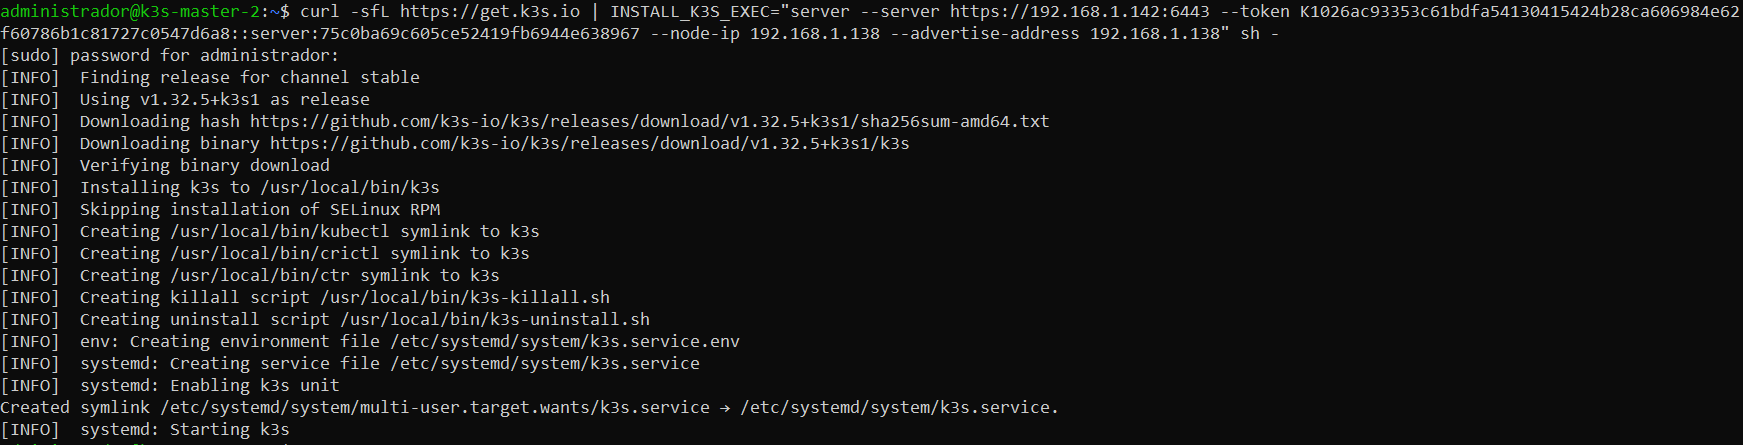 administrador@k3s-master-2:~$ curl -sfL https://get.k3s.io | INSTALL_K3S_EXEC="server --server https://192.168.1.142:6443 --token K1026ac93353c61bdfa54130415424b28ca606984e62
f60786b1c81727c0547d6a8::server:75c0ba69c605ce52419fb6944e638967 --node-ip 192.168.1.138 --advertise-address 192.168.1.138" sh -
[sudo] password for administrador:
[INFO]  Finding release for channel stable
[INFO]  Using v1.32.5+k3s1 as release
[INFO]  Downloading hash https://github.com/k3s-io/k3s/releases/download/v1.32.5+k3s1/sha256sum-amd64.txt
[INFO]  Downloading binary https://github.com/k3s-io/k3s/releases/download/v1.32.5+k3s1/k3s
[INFO]  Verifying binary download
[INFO]  Installing k3s to /usr/local/bin/k3s
[INFO]  Skipping installation of SELinux RPM
[INFO]  Creating /usr/local/bin/kubectl symlink to k3s
[INFO]  Creating /usr/local/bin/crictl symlink to k3s
[INFO]  Creating /usr/local/bin/ctr symlink to k3s
[INFO]  Creating killall script /usr/local/bin/k3s-killall.sh
[INFO]  Creating uninstall script /usr/local/bin/k3s-uninstall.sh
[INFO]  env: Creating environment file /etc/systemd/system/k3s.service.env
[INFO]  systemd: Creating service file /etc/systemd/system/k3s.service
[INFO]  systemd: Enabling k3s unit
Created symlink /etc/systemd/system/multi-user.target.wants/k3s.service → /etc/systemd/system/k3s.service.
[INFO]  systemd: Starting k3s